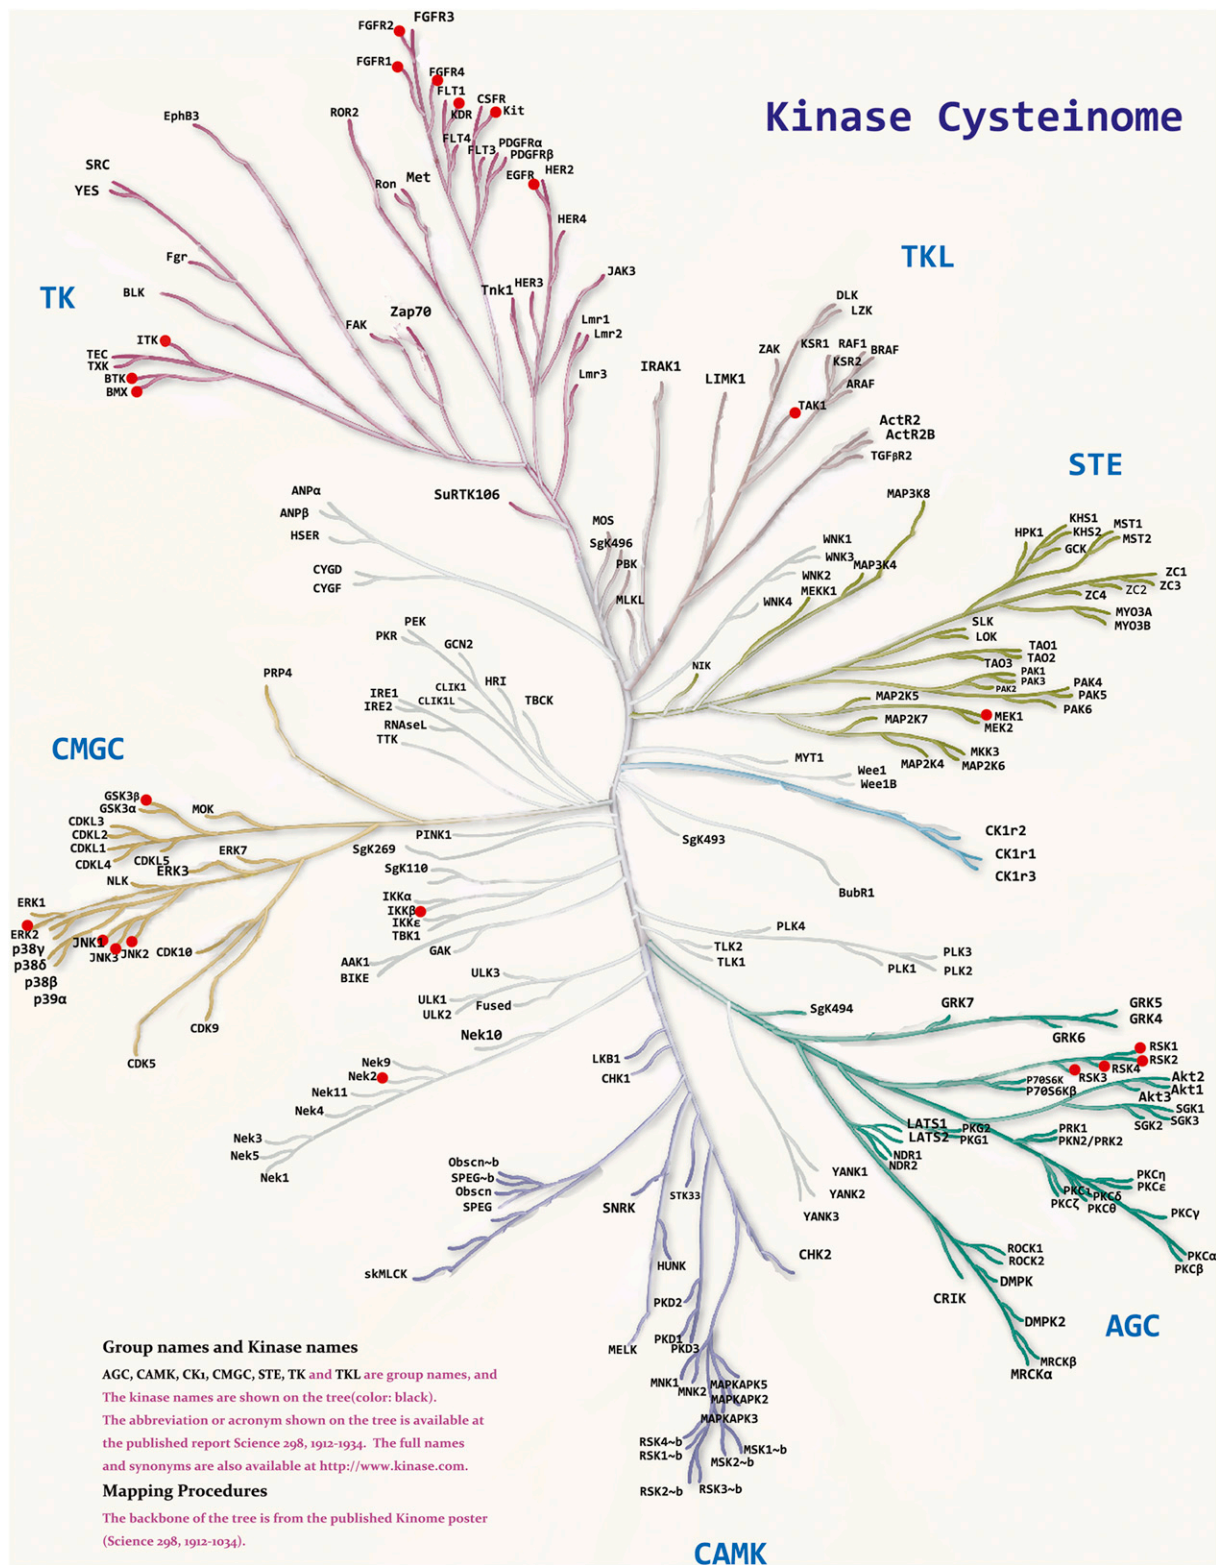 Kinase Cysteinome
FGFR2
FGFR3
FGFR1
FGFR4
FLT1
KDR
CSFR
Kit
FLT4
FLT3
PDGFRα
PDGFRβ
EGFR
HER2
HER4
EphB3
ROR2
SRC
YES
Ron
Met
Fgr
BLK
TK
ITK
TEC
TXK
BTK
BMX
FAK
Zap70
Tnk1
HER3
JAK3
Lmr1
Lmr2
Lmr3
SuRTK106
TKL
DLK
LZK
ZAK
KSR1
RAF1
KSR2
BRAF
ARAF
TAK1
IRAK1
LIMK1
ActR2
ActR2B
TGFβR2
MOS
SgK496
PBK
MLKL
STE
MAP3K8
WNK1
WNK3
WNK2
WNK4
MAP3K4
MEKK1
NIK
HPK1
KHS1
KHS2
GCK
MST1
MST2
ZC1
ZC2
ZC3
ZC4
MYO3A
MYO3B
SLK
LOK
TAO1
TAO2
TAO3
PAK1
PAK3
PAK2
PAK4
PAK5
PAK6
MAP2K5
MAP2K7
MEK1
MEK2
MAP2K4
MKK3
MAP2K6
ANPα
ANPβ
HSER
CYGD
CYGF
PEK
PKR
GCN2
CLIK1
CLIK1L
HRI
TBCK
IRE1
IRE2
RNAseL
TTK
PRP4
MYT1
Wee1
Wee1B
CK1r2
CK1r1
CK1r3
SgK493
BubR1
CMGC
GSK3β
GSK3α
MOK
CDKL3
CDKL2
CDKL1
CDKL4
CDKL5
ERK7
ERK3
NLK
ERK1
ERK2
p38γ
p38δ
p38β
p39α
JNK1
JNK3
JNK2
CDK10
CDK9
CDK5
PINK1
SgK269
SgK110
IKKα
IKKβ
IKKε
TBK1
GAK
AAK1
BIKE
ULK3
ULK1
ULK2
Fused
Nek10
Nek9
Nek2
Nek11
Nek4
Nek3
Nek5
Nek1
PLK4
TLK2
TLK1
PLK3
PLK1
PLK2
LKB1
CHK1
SgK494
GRK7
GRK5
GRK4
GRK6
RSK1
RSK2
RSK4
RSK3
P70S6K
P70S6Kβ
Akt2
Akt1
Akt3
SGK1
SGK3
SGK2
LATS1
LATS2
PKG2
PKG1
NDR1
NDR2
PRK1
PKN2/PRK2
PKCη
PKCε
PKCι
PKCδ
PKCζ
PKCθ
PKCγ
PKCα
PKCβ
YANK1
YANK2
YANK3
ROCK1
ROCK2
DMPK
CRIK
DMPK2
MRCKβ
MRCKα
AGC
Obscn~b
SPEG~b
Obscn
SPEG
skMLCK
SNRK
STK33
HUNK
CHK2
PKD2
PKD1
PKD3
MELK
MNK1
MNK2
MAPKAPK5
MAPKAPK2
MAPKAPK3
RSK4~b
RSK1~b
MSK1~b
MSK2~b
RSK2~b
RSK3~b
CAMK
Group names and Kinase names
AGC, CAMK, CK1, CMGC, STE, TK and TKL are group names, and
The kinase names are shown on the tree(color: black).
The abbreviation or acronym shown on the tree is available at
the published report Science 298, 1912-1934.  The full names
and synonyms are also available at http://www.kinase.com.
Mapping Procedures
The backbone of the tree is from the published Kinome poster
(Science 298, 1912-1034).